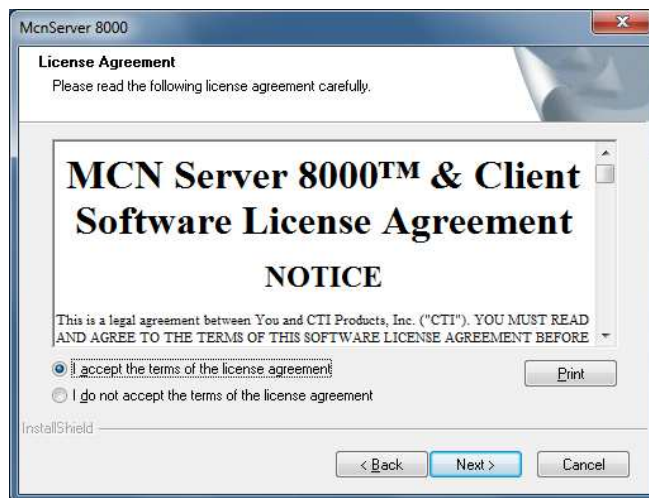 McnServer 8000
License Agreement
Please read the following license agreement carefully.
MCN Server 8000™ & Client
Software License Agreement
NOTICE
This is a legal agreement between You and CTI Products, Inc. ("CTI"). YOU MUST READ
AND AGREE TO THE TERMS OF THIS SOFTWARE LICENSE AGREEMENT BEFORE
I accept the terms of the license agreement
Print
I do not accept the terms of the license agreement
InstallShield
< Back
Next >
Cancel